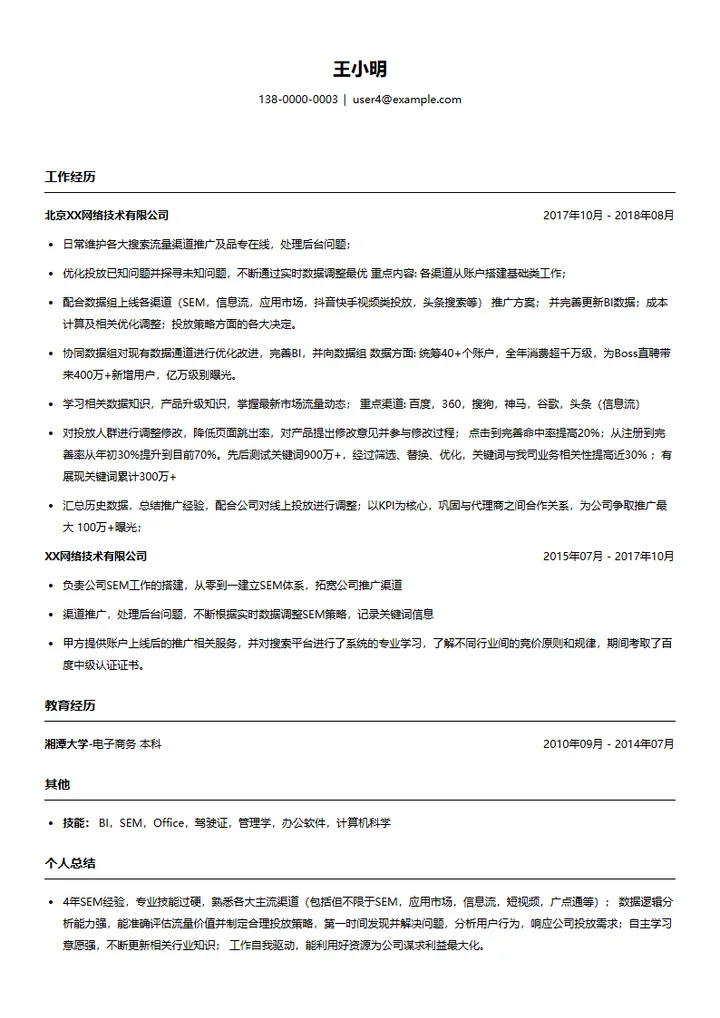 王小明
138-0000-0003 | user4@example.com
工作经历
北京XX网络技术有限公司 2017年10月 - 2018年08月
• 日常维护各大搜索流量渠道推广及品专在线，处理后台问题；
• 优化投放已知问题并探寻未知问题，不断通过实时数据调整最优 重点内容: 各渠道从账户搭建基础类工作；
• 配合数据组上线各渠道（SEM，信息流，应用市场，抖音快手视频类投放，头条搜索等） 推广方案； 并完善更新BI数据；成本
计算及相关优化调整；投放策略方面的各大决定。
• 协同数据组对现有数据通道进行优化改进，完善BI，并向数据组 数据方面: 统筹40+个账户，全年消费超千万级，为Boss直聘带
来400万+新增用户，亿万级别曝光。
• 学习相关数据知识，产品升级知识，掌握最新市场流量动态； 重点渠道: 百度，360，搜狗，神马，谷歌，头条（信息流）
• 对投放人群进行调整修改，降低页面跳出率，对产品提出修改意见并参与修改过程； 点击到完善命中率提高20%；从注册到完
善率从年初30%提升到目前70%。先后测试关键词900万+，经过筛选、替换、优化，关键词与我司业务相关性提高近30% ；有
展现关键词累计300万+
• 汇总历史数据，总结推广经验，配合公司对线上投放进行调整；以KPI为核心，巩固与代理商之间合作关系，为公司争取推广最
大 100万+曝光；
XX网络技术有限公司 2015年07月 - 2017年10月
• 负责公司SEM工作的搭建，从零到一建立SEM体系，拓宽公司推广渠道
• 渠道推广，处理后台问题，不断根据实时数据调整SEM策略，记录关键词信息
• 甲方提供账户上线后的推广相关服务，并对搜索平台进行了系统的专业学习，了解不同行业间的竞价原则和规律，期间考取了百
度中级认证证书。
教育经历
湘潭大学-电子商务 本科 2010年09月 - 2014年07月
其他
• 技能： BI，SEM，Office，驾驶证，管理学，办公软件，计算机科学
个人总结
• 4年SEM经验，专业技能过硬，熟悉各大主流渠道（包括但不限于SEM，应用市场，信息流，短视频，广点通等）； 数据逻辑分
析能力强，能准确评估流量价值并制定合理投放策略，第一时间发现并解决问题，分析用户行为，响应公司投放需求；自主学习
意愿强，不断更新相关行业知识； 工作自我驱动，能利用好资源为公司谋求利益最大化。